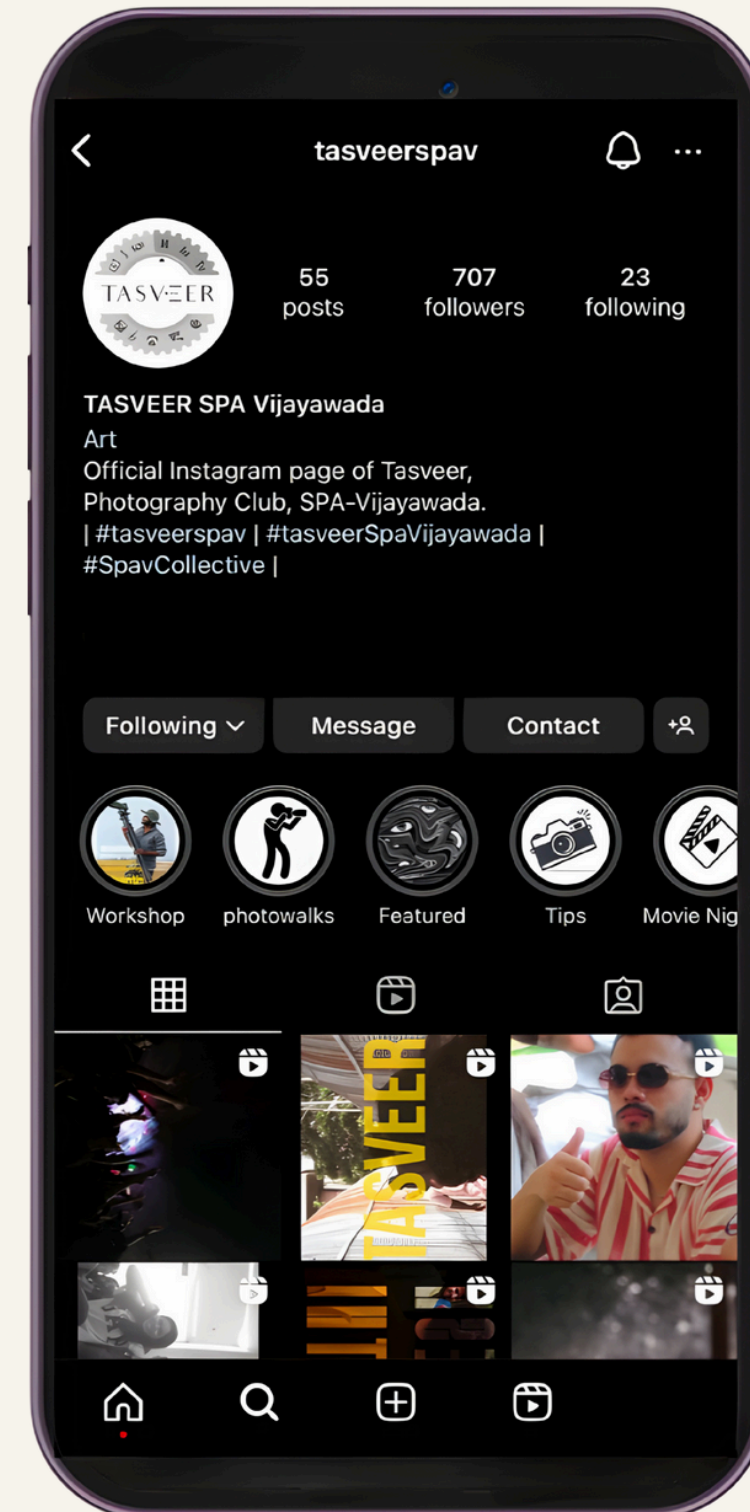 tasveerspav
TASVEER
55
posts
707
followers
23
following
TASVEER SPA Vijayawada
Art
Official Instagram page of Tasveer,
Photography Club, SPA-Vijayawada.
| #tasveerspav | #tasveerSpaVijayawada |
#SpavCollective |
Following
Message
Contact
Workshop
photowalks
Featured
Tips
Movie Nig
TASVEER